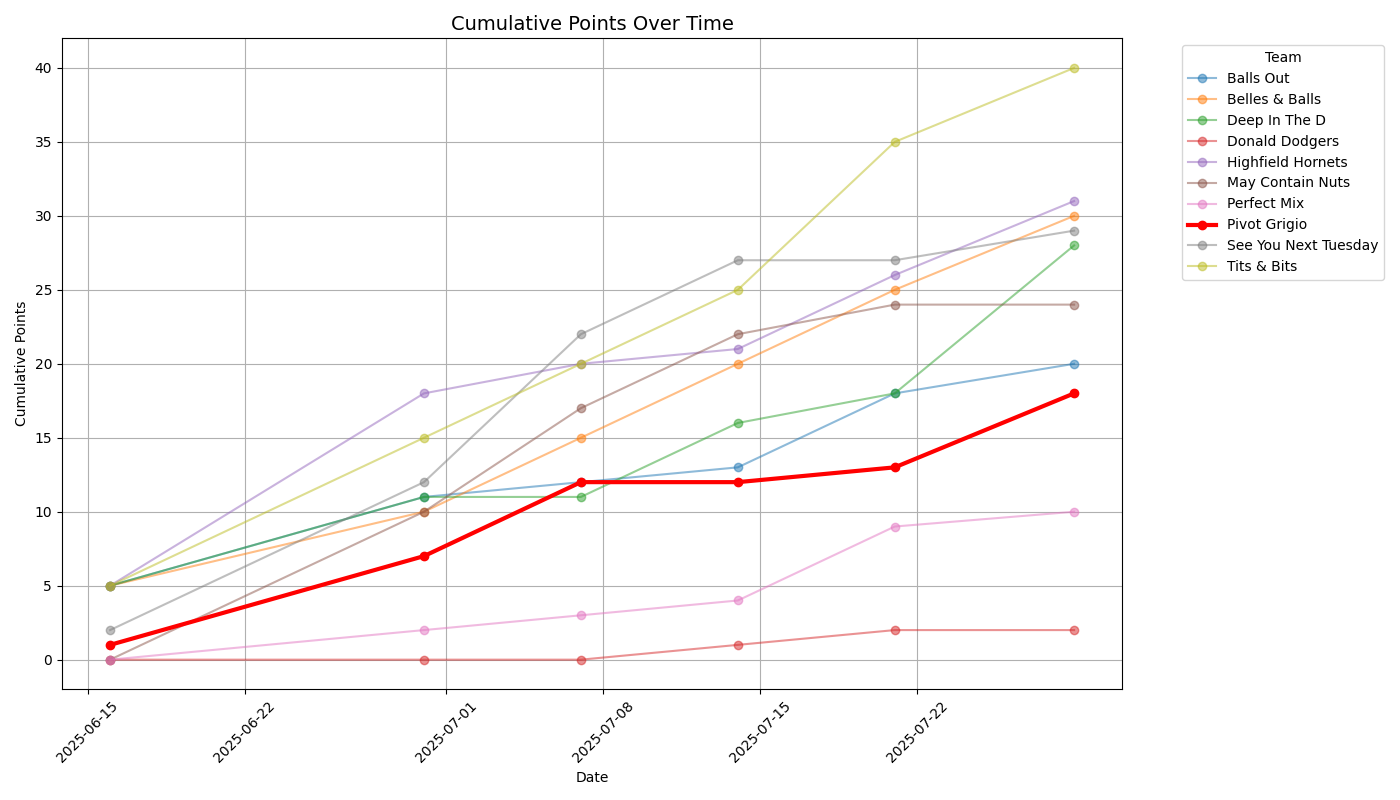 Cumulative Points Over Time
Cumulative Points
40
35
30
25
20
15
10
5
0
2025-06-15
2025-06-22
2025-07-01
2025-07-08
2025-07-15
2025-07-22
Date
Team
Balls Out
Belles & Balls
Deep In The D
Donald Dodgers
Highfield Hornets
May Contain Nuts
Perfect Mix
Pivot Grigio
See You Next Tuesday
Tits & Bits